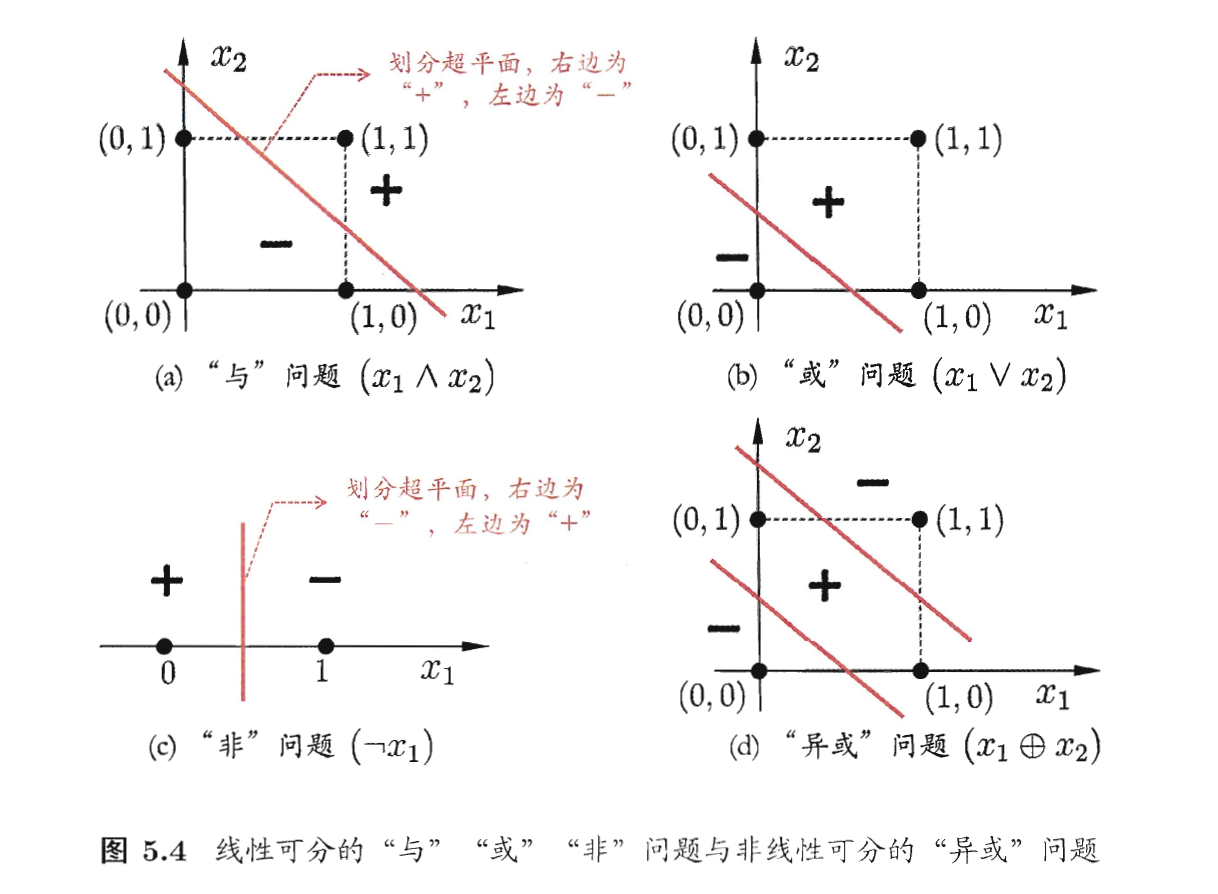 x₂
划分超平面，右边为
“+”，左边为“−”
(0,1)
(1,1)
+
−
(0,0)
(1,0)
x₁
(a) “与” 问题 (x₁ ∧ x₂)
x₂
(0,1)
(1,1)
+
−
(0,0)
(1,0)
x₁
(b) “或” 问题 (x₁ ∨ x₂)
划分超平面，右边为
“−”，左边为“+”
+
−
0
1
x₁
(c) “非” 问题 (¬x₁)
x₂
−
(0,1)
(1,1)
+
−
(0,0)
(1,0)
x₁
(d) “异或” 问题 (x₁ ⊕ x₂)
图 5.4 线性可分的“与” “或” “非” 问题与非线性可分的“异或” 问题